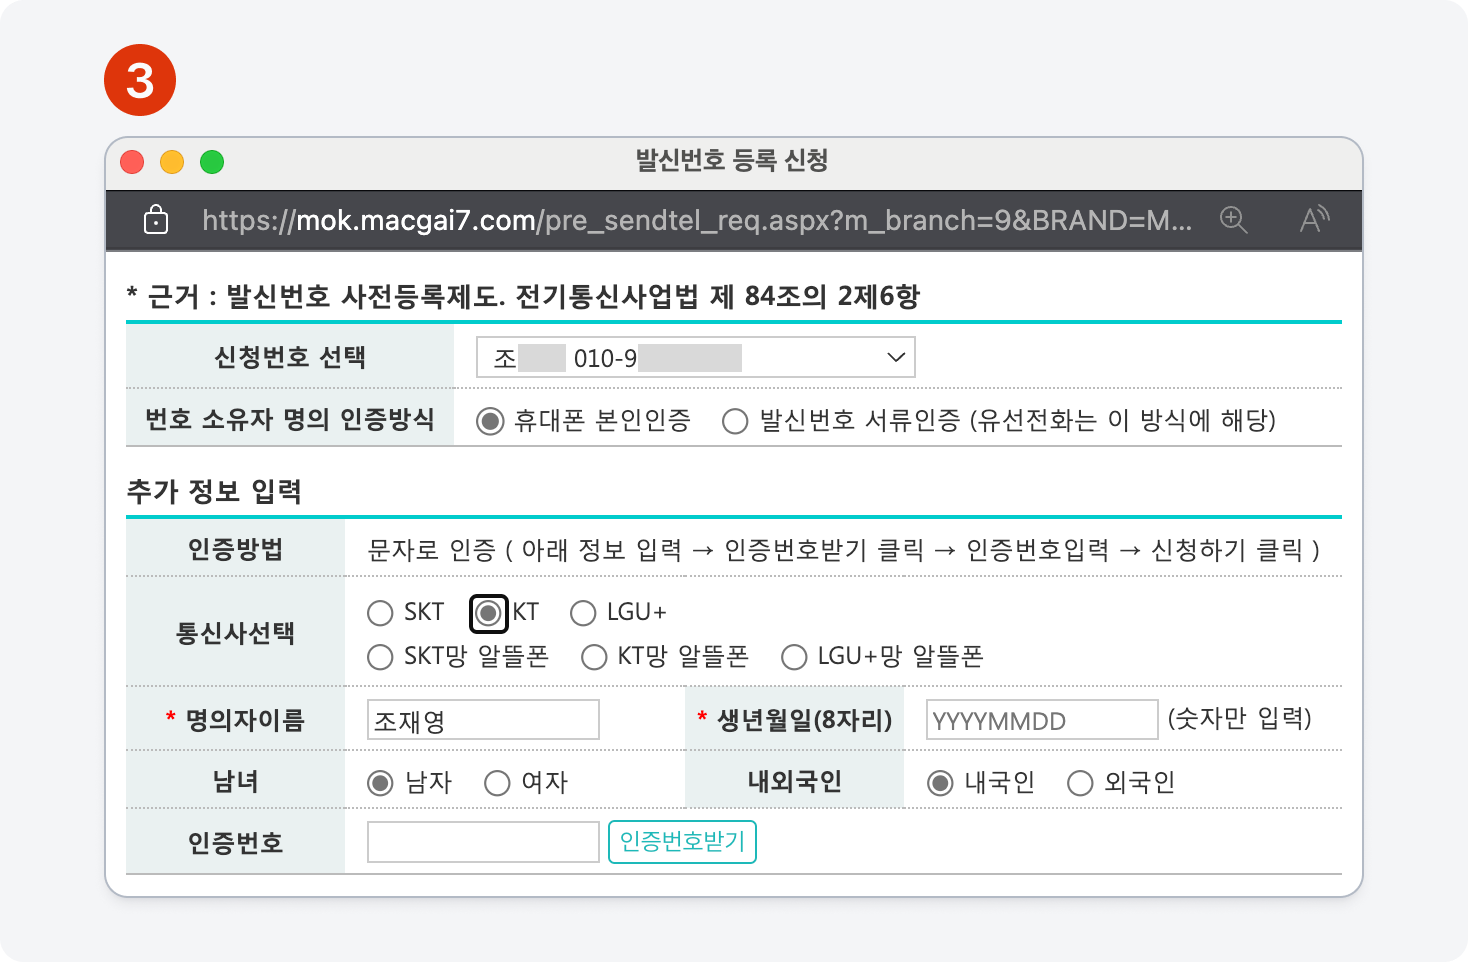 3
발신번호 등록 신청
https://mok.macgai7.com/pre_sendtel_req.aspx?m_branch=9&BRAND=M...
* 근거 : 발신번호 사전등록제도. 전기통신사업법 제 84조의 2제6항
신청번호 선택 조 010-9
번호 소유자 명의 인증방식 휴대폰 본인인증 발신번호 서류인증 (유선전화는 이 방식에 해당)
추가 정보 입력
인증방법 문자로 인증 ( 아래 정보 입력 → 인증번호받기 클릭 → 인증번호입력 → 신청하기 클릭 )
통신사선택 SKT KT LGU+
SKT망 알뜰폰 KT망 알뜰폰 LGU+망 알뜰폰
* 명의자이름 조재영 * 생년월일(8자리) YYYYMMDD (숫자만 입력)
남녀 남자 여자 내외국인 내국인 외국인
인증번호 인증번호받기